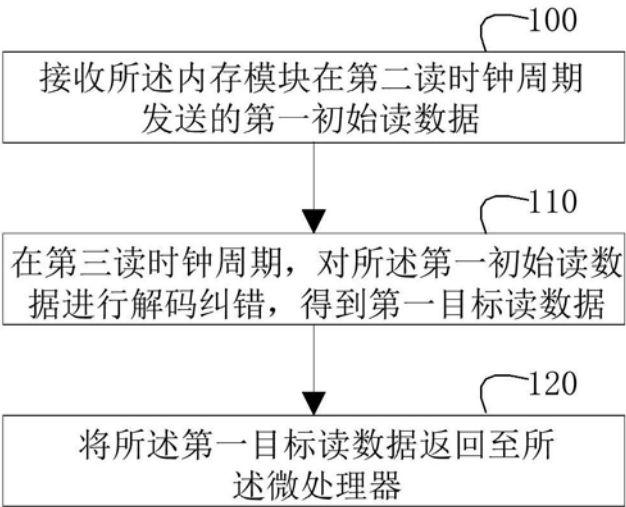 100
接收所述内存模块在第二读时钟周期
发送的第一初始读数据
110
在第三读时钟周期，对所述第一初始读数
据进行解码纠错，得到第一目标读数据
120
将所述第一目标读数据返回至所
述微处理器